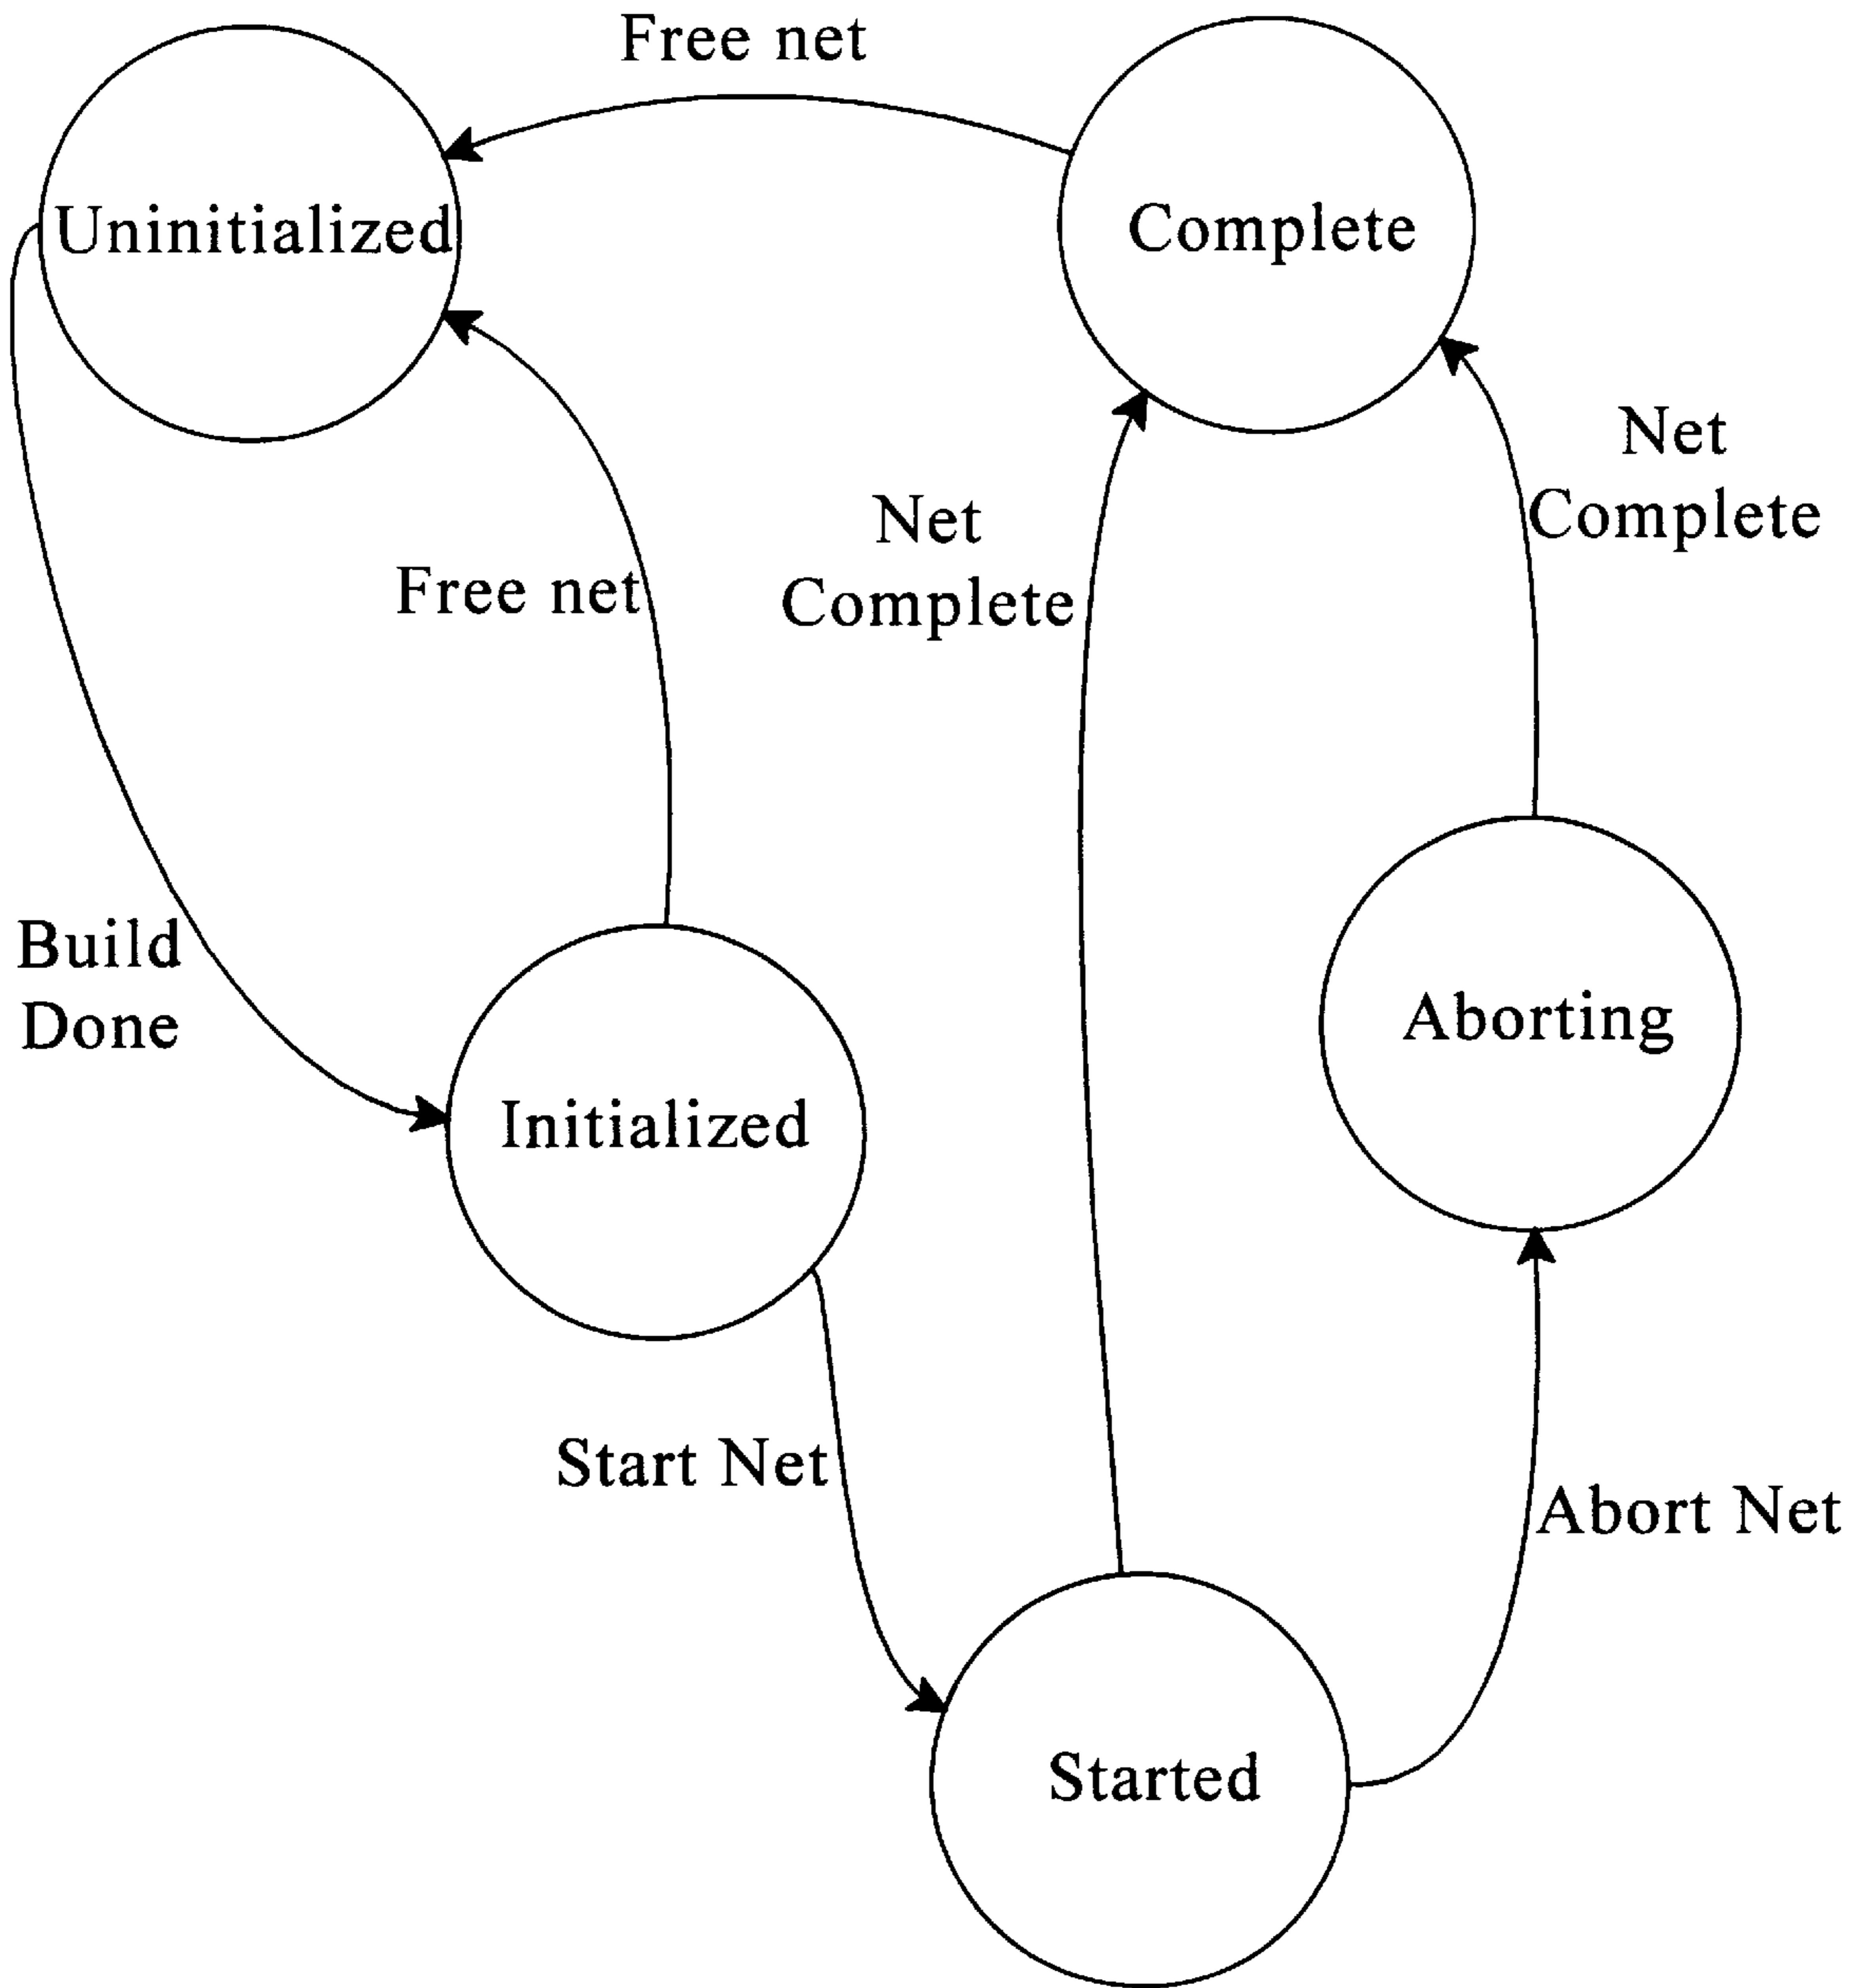 Free net
Uninitialized
Complete
Net
Complete
Net
Complete
Free net
Build
Done
Aborting
Initialized
Start Net
Abort Net
Started